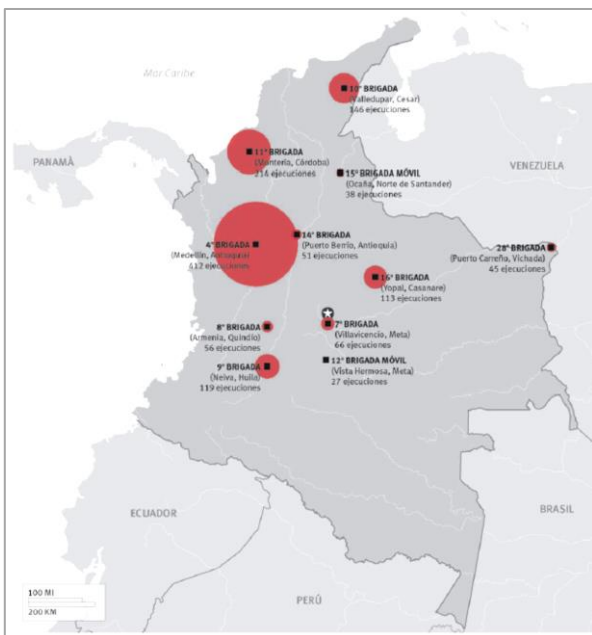 Mar Caribe
10ª BRIGADA
(Valledupar, Cesar)
146 ejecuciones
11ª BRIGADA
(Montería, Córdoba)
214 ejecuciones
PANAMÁ
VENEZUELA
15ª BRIGADA MÓVIL
(Ocaña, Norte de Santander)
38 ejecuciones
14ª BRIGADA
(Puerto Berrío, Antioquia)
51 ejecuciones
4ª BRIGADA
(Medellín, Antioquia)
412 ejecuciones
28ª BRIGADA
(Puerto Carreño, Vichada)
45 ejecuciones
16ª BRIGADA
(Yopal, Casanare)
113 ejecuciones
8ª BRIGADA
(Armenia, Quindío)
56 ejecuciones
7ª BRIGADA
(Villavicencio, Meta)
66 ejecuciones
9ª BRIGADA
(Neiva, Huila)
119 ejecuciones
12ª BRIGADA MÓVIL
(Vista Hermosa, Meta)
27 ejecuciones
ECUADOR
BRASIL
PERÚ
100 MI
200 KM